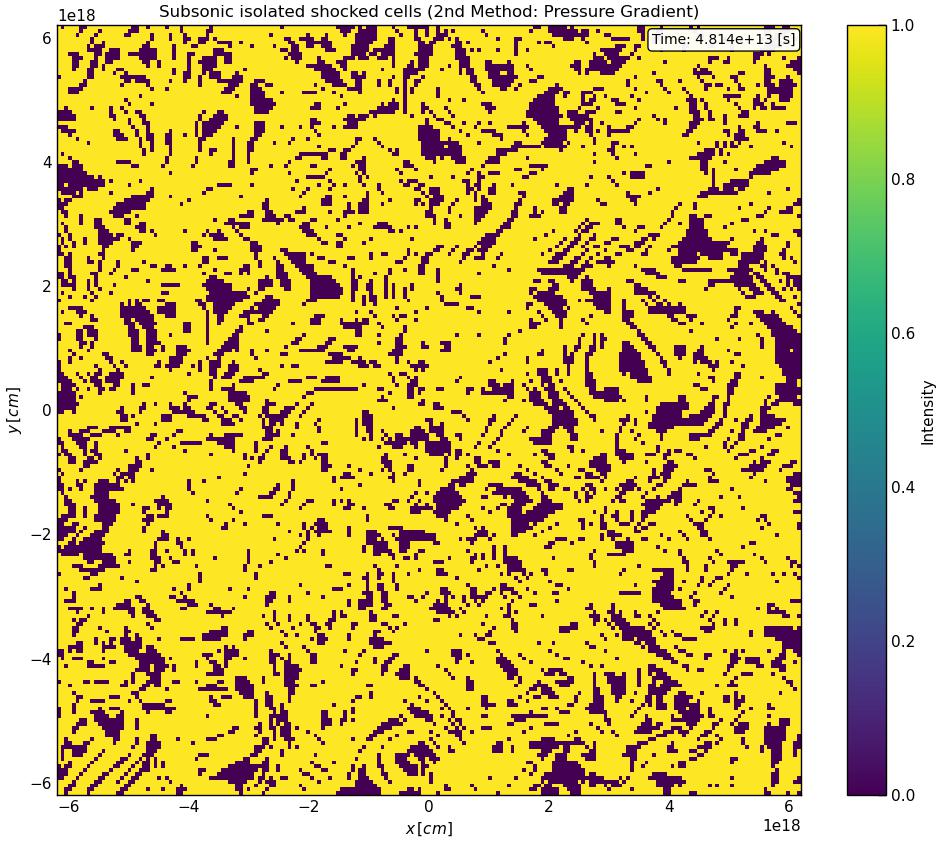 Subsonic isolated shocked cells (2nd Method: Pressure Gradient)
1e18
Time: 4.814e+13 [s]
6
4
2
0
−2
−4
−6
y [cm]
−6
−4
−2
0
2
4
6
x [cm]
1e18
1.0
0.8
0.6
0.4
0.2
0.0
Intensity